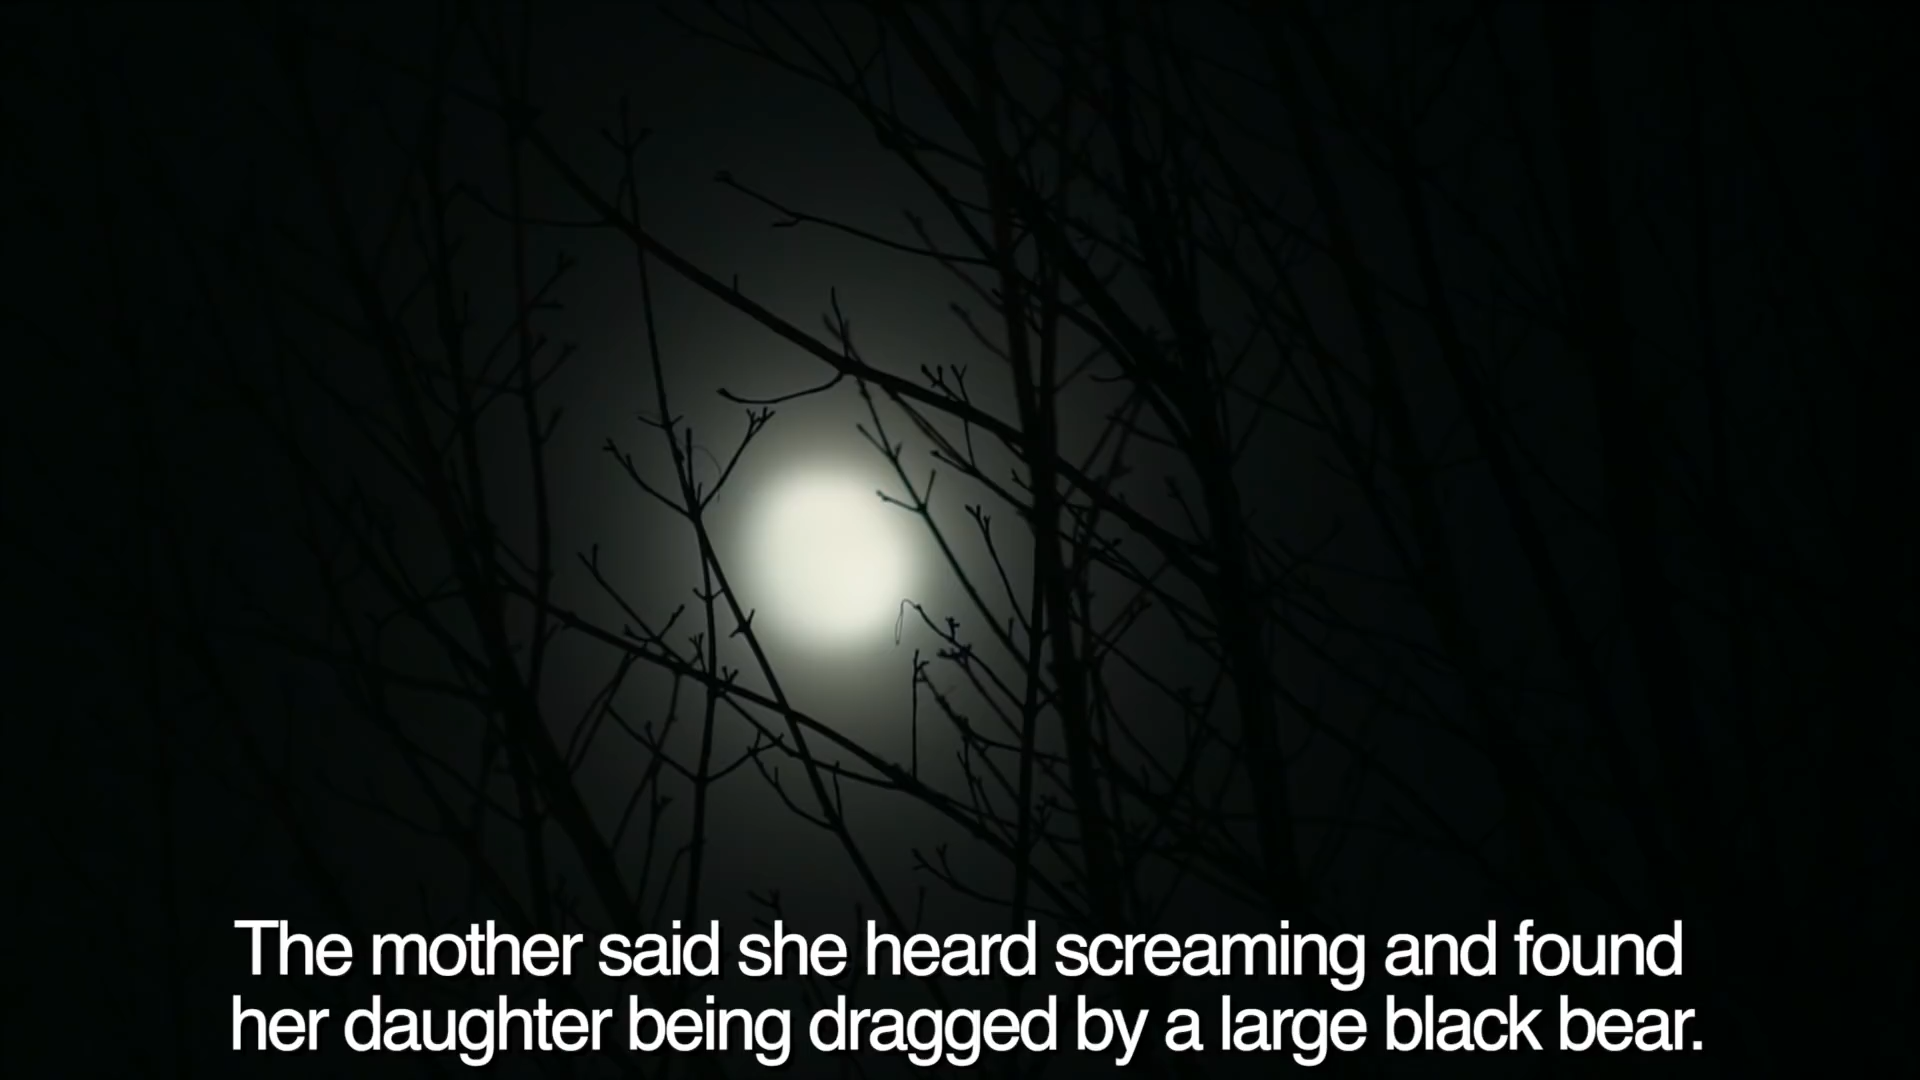 The mother said she heard screaming and found
her daughter being dragged by a large black bear.